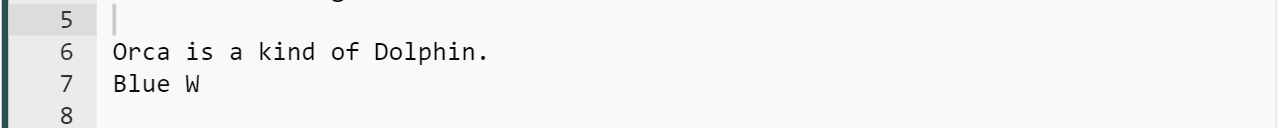 5
6 Orca is a kind of Dolphin.
7 Blue W
8